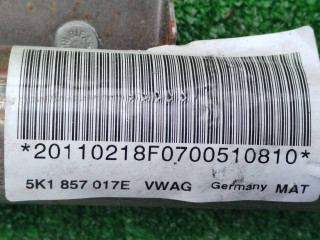 *20110218F0700510810*
5K1 857 017E VWAG Germany MAT